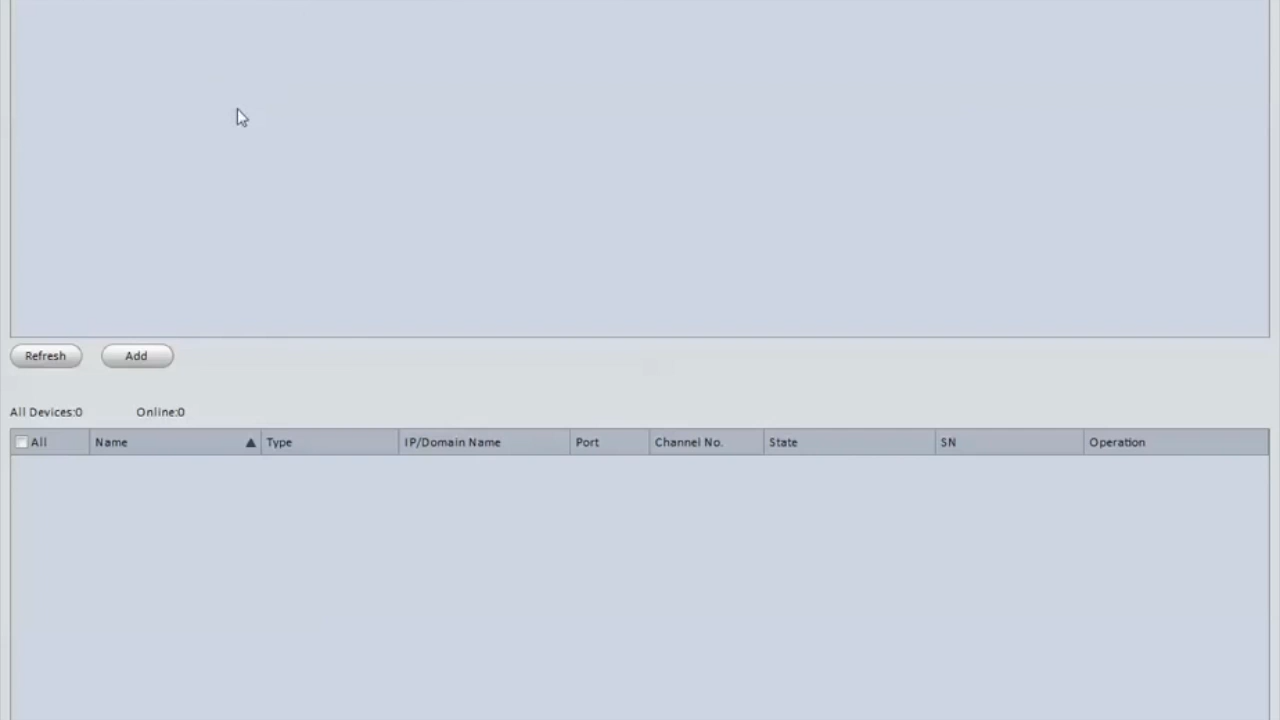 Refresh Add
All Devices:0 Online:0
All Name Type IP/Domain Name Port Channel No. State SN Operation